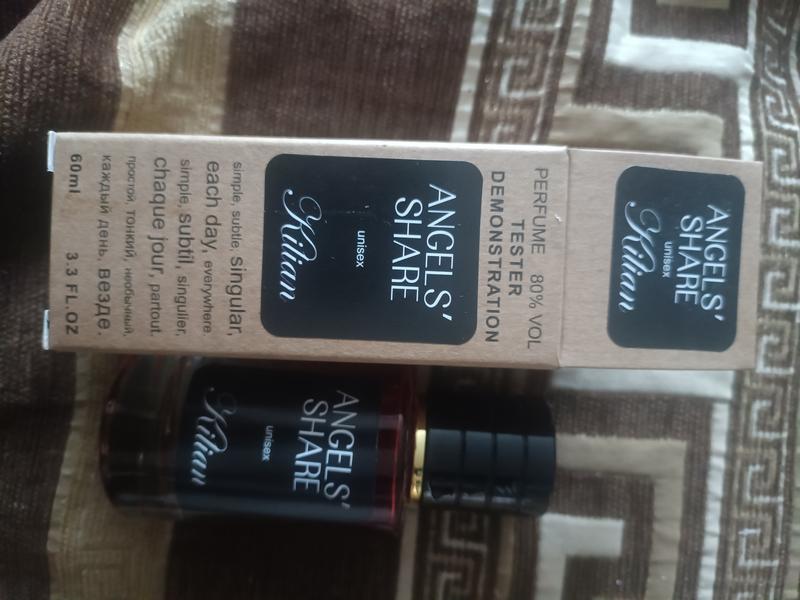 ANGELS'
SHARE
unisex
Kilian
PERFUME 80% VOL
TESTER
DEMONSTRATION
ANGELS'
SHARE
unisex
Kilian
simple, subtle, singular,
each day, everywhere.
simple, subtil, singulier,
chaque jour, partout.
простой, тонкий, необычный,
каждый день, везде.
60ml 3.3 FL.OZ
ANGELS'
SHARE
unisex
Kilian